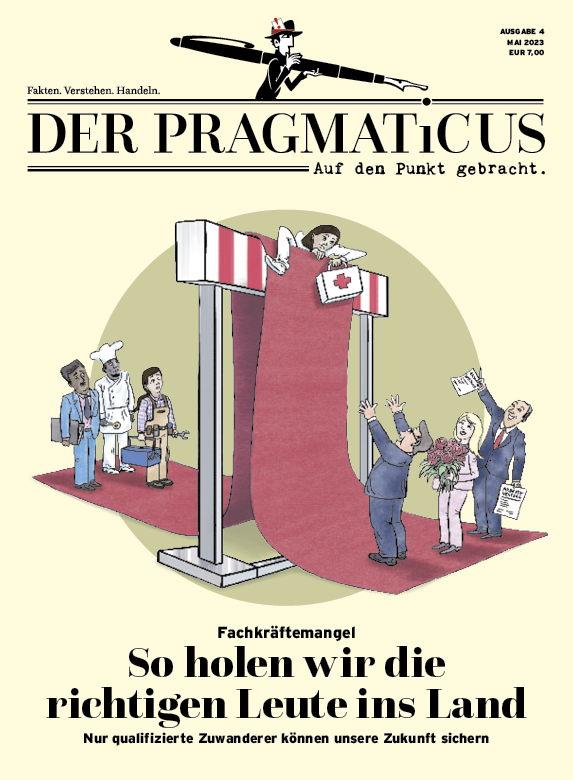 AUSGABE 4
MAI 2023
EUR 7,00
Fakten. Verstehen. Handeln.
DER PRAGMATiCUS
Auf den Punkt gebracht.
Fachkräftemangel
So holen wir die
richtigen Leute ins Land
Nur qualifizierte Zuwanderer können unsere Zukunft sichern